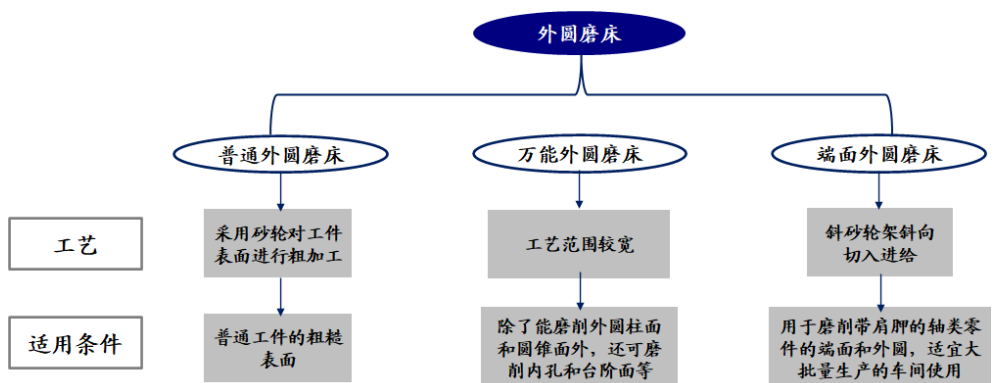 外圆磨床
普通外圆磨床
万能外圆磨床
端面外圆磨床
工艺
采用砂轮对工件
表面进行粗加工
工艺范围较宽
斜砂轮架斜向
切入进给
适用条件
普通工件的粗糙
表面
除了能磨削外圆柱面
和圆锥面外，还可磨
削内孔和台阶面等
用于磨削带肩胛的轴类零
件的端面和外圆，适宜大
批量生产的车间使用